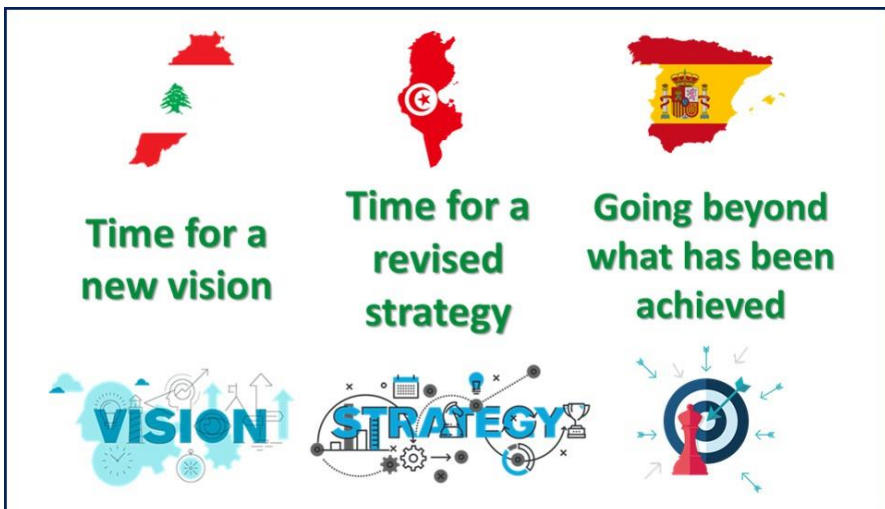 Time for a
new vision
Time for a
revised
strategy
Going beyond
what has been
achieved
VISION
STRATEGY